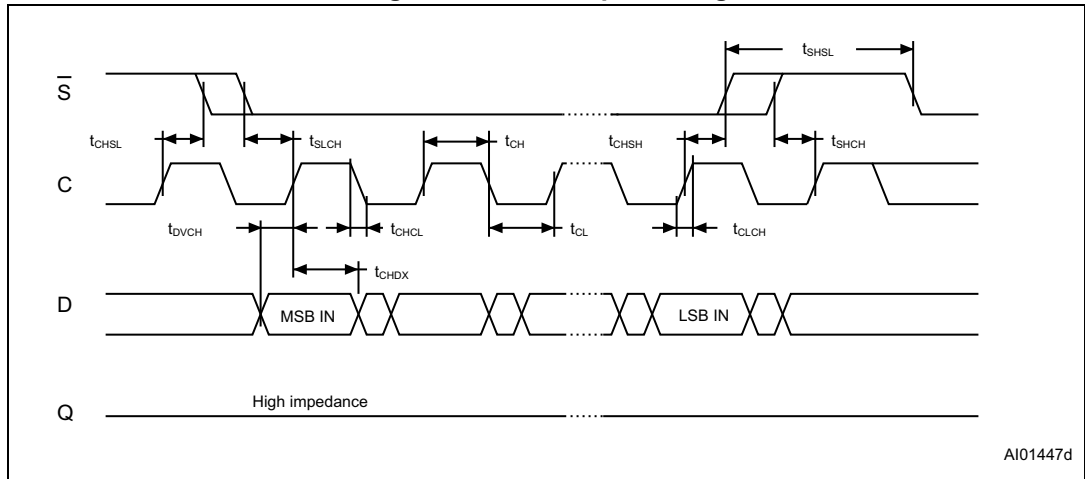 tSHSL
S̅
tCHSL
tSLCH
tCH
tCHSH
tSHCH
C
tDVCH
tCHCL
tCL
tCLCH
tCHDX
D
MSB IN
LSB IN
High impedance
Q
AI01447d